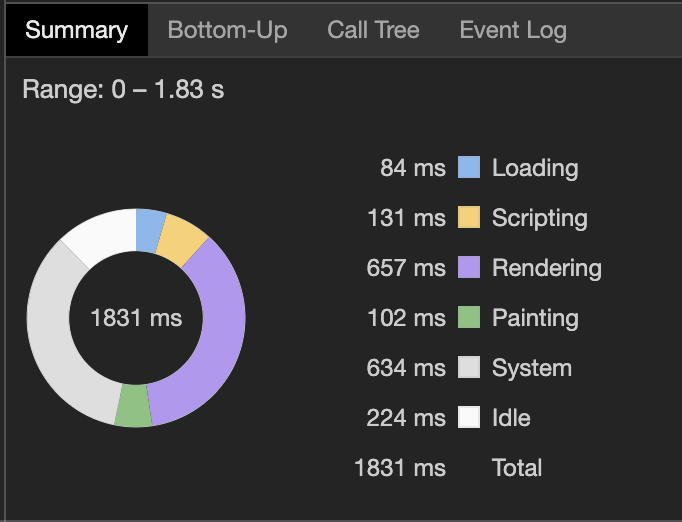 Summary Bottom-Up Call Tree Event Log
Range: 0 – 1.83 s
84 ms Loading
131 ms Scripting
657 ms Rendering
1831 ms
102 ms Painting
634 ms System
224 ms Idle
1831 ms Total